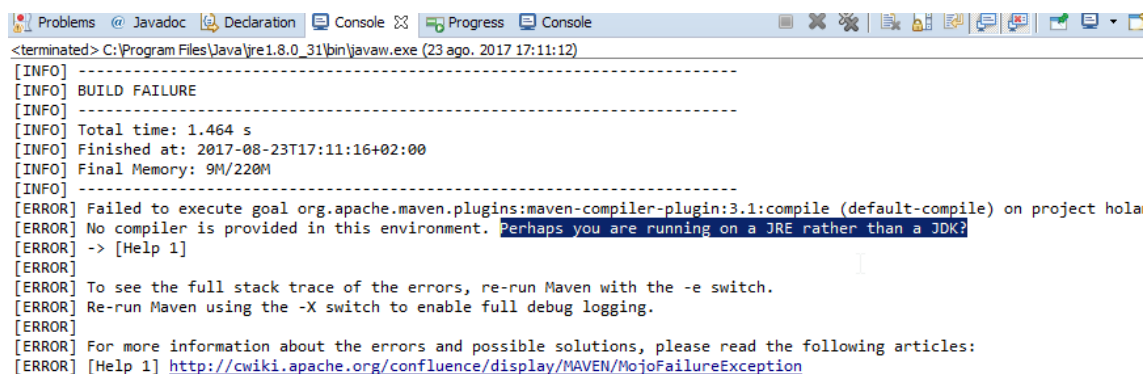 Problems @ Javadoc Declaration Console Progress Console
<terminated> C:\Program Files\Java\jre1.8.0_31\bin\javaw.exe (23 ago. 2017 17:11:12)
[INFO] ------------------------------------------------------------------------
[INFO] BUILD FAILURE
[INFO] ------------------------------------------------------------------------
[INFO] Total time: 1.464 s
[INFO] Finished at: 2017-08-23T17:11:16+02:00
[INFO] Final Memory: 9M/220M
[INFO] ------------------------------------------------------------------------
[ERROR] Failed to execute goal org.apache.maven.plugins:maven-compiler-plugin:3.1:compile (default-compile) on project
[ERROR] No compiler is provided in this environment. Perhaps you are running on a JRE rather than a JDK?
[ERROR] -> [Help 1]
[ERROR]
[ERROR] To see the full stack trace of the errors, re-run Maven with the -e switch.
[ERROR] Re-run Maven using the -X switch to enable full debug logging.
[ERROR]
[ERROR] For more information about the errors and possible solutions, please read the following articles:
[ERROR] [Help 1] http://cwiki.apache.org/confluence/display/MAVEN/MojoFailureException